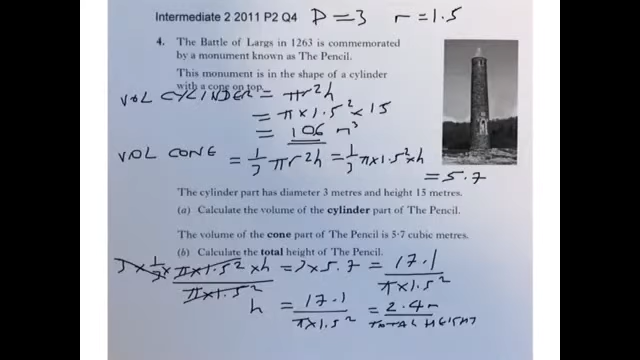 Intermediate 2 2011 P2 Q4 D = 3 r = 1.5
4. The Battle of Largs in 1263 is commemorated
by a monument known as The Pencil.
This monument is in the shape of a cylinder
with a cone on top.
VOL CYLINDER = πr2h
= π × 1.5² × 15
= 106 m³
VOL CONE = 1/3 πr2h = 1/3 π × 1.5² × h
= 5.7
The cylinder part has diameter 3 metres and height 15 metres.
(a) Calculate the volume of the cylinder part of The Pencil.
The volume of the cone part of The Pencil is 5·7 cubic metres.
(b) Calculate the total height of The Pencil.
3 × 1/3 × π × 1.5² × h / π × 1.5² = 3 × 5.7 = 17.1 / π × 1.5²
h = 17.1 / π × 1.5² = 2.4 m
TOTAL HEIGHT